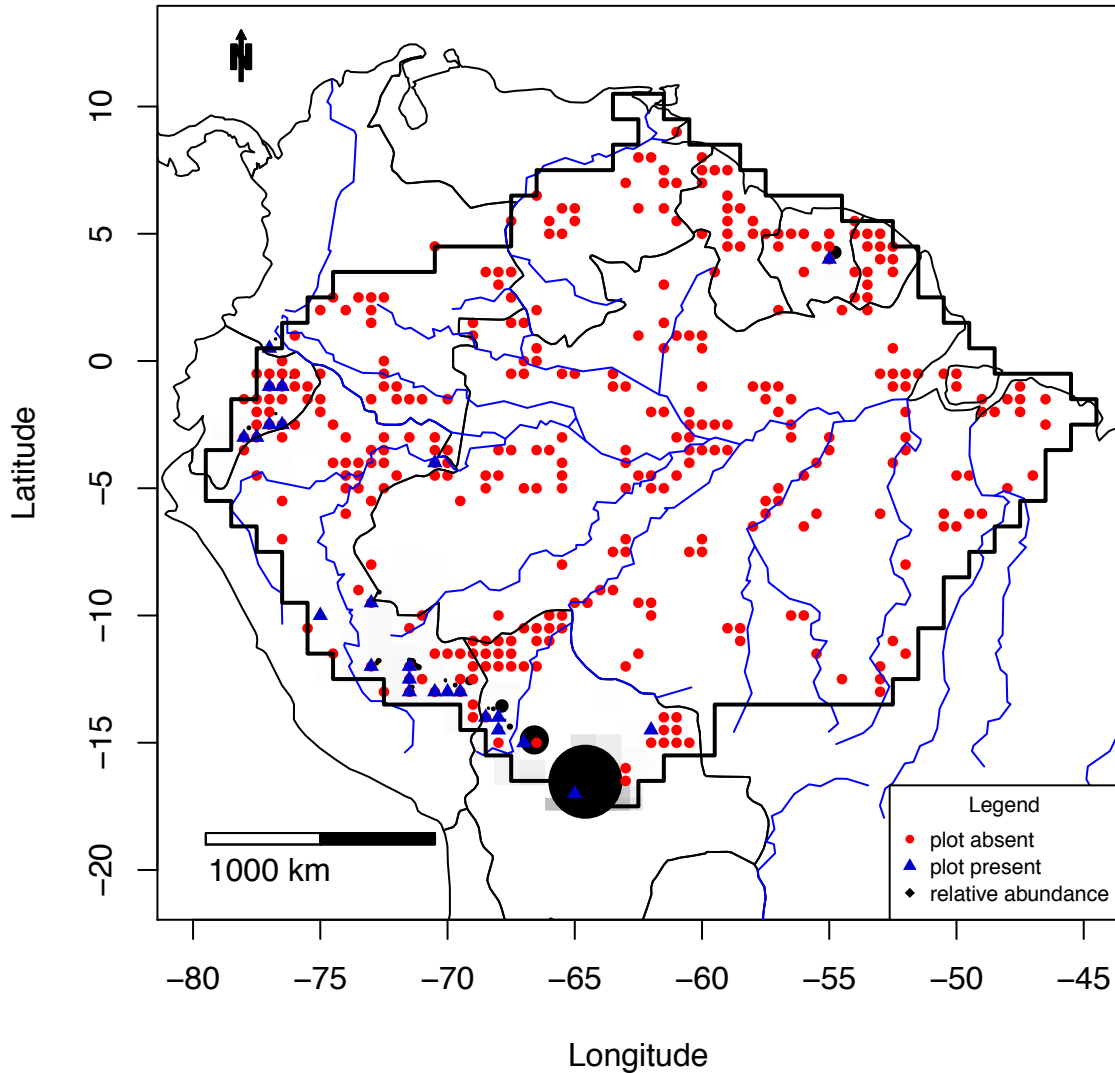 N
10
5
0
−5
−10
−15
−20
Latitude
1000 km
Legend
plot absent
plot present
relative abundance
−80 −75 −70 −65 −60 −55 −50 −45
Longitude